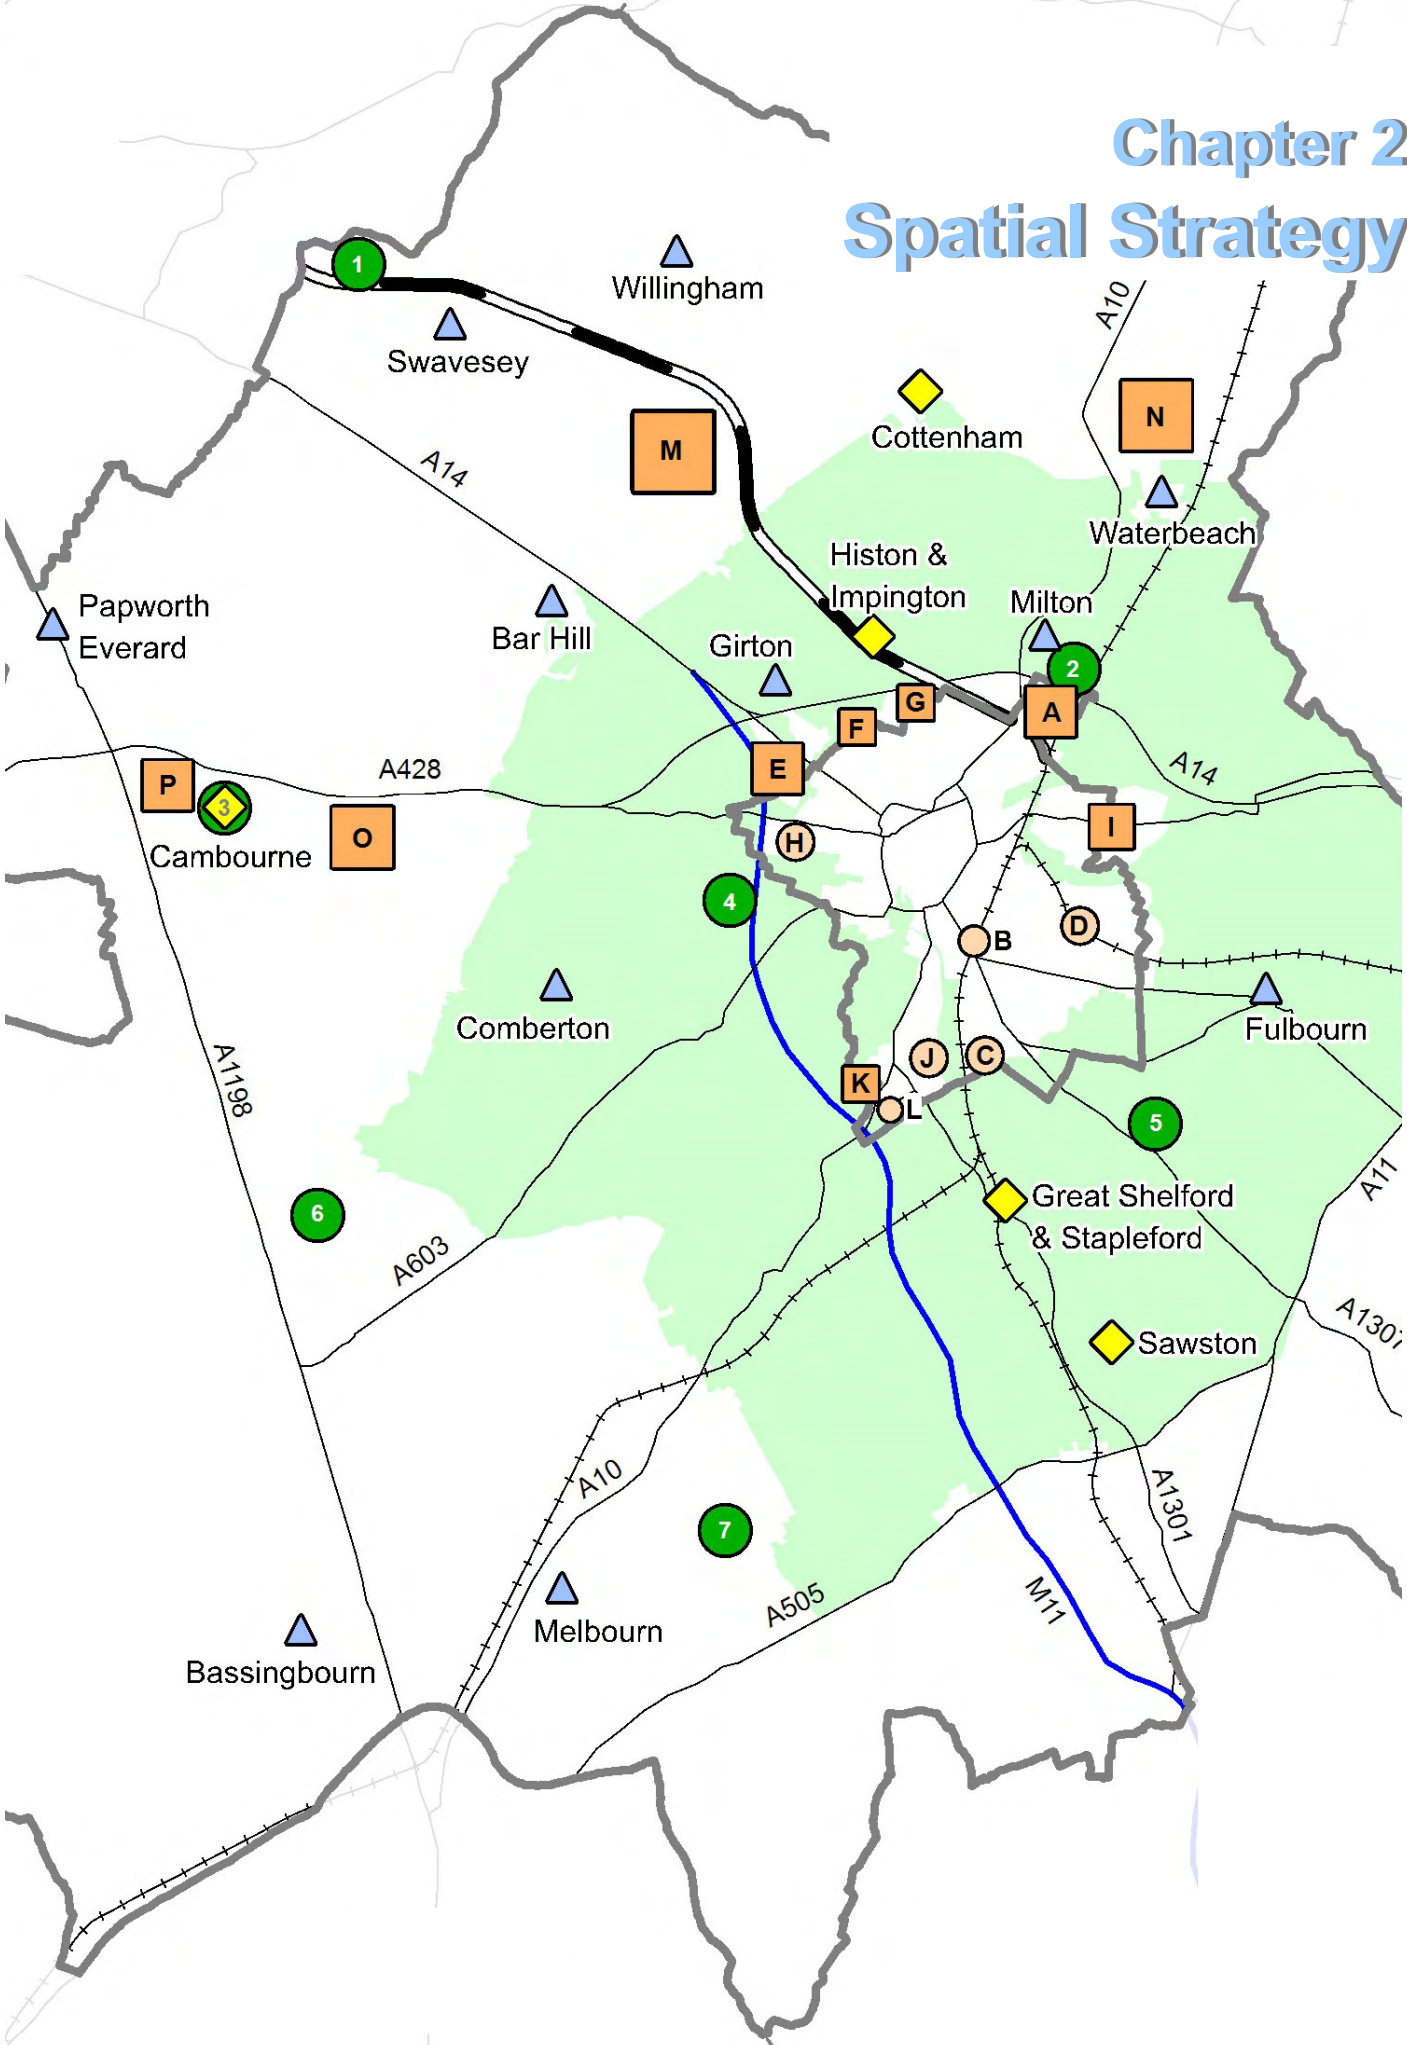 Chapter 2
Spatial Strategy
1
Willingham
A10
Swavesey
N
Cottenham
M
A14
Waterbeach
Histon &
Impington
Papworth
Everard
Bar Hill
Milton
Girton
2
G
A
F
E
A14
A428
P
3
O
I
Cambourne
H
4
D
B
Comberton
Fulbourn
A1198
J
C
K
L
5
A11
Great Shelford
& Stapleford
6
A603
A1307
Sawston
A10
A1301
7
M11
A505
Melbourn
Bassingbourn